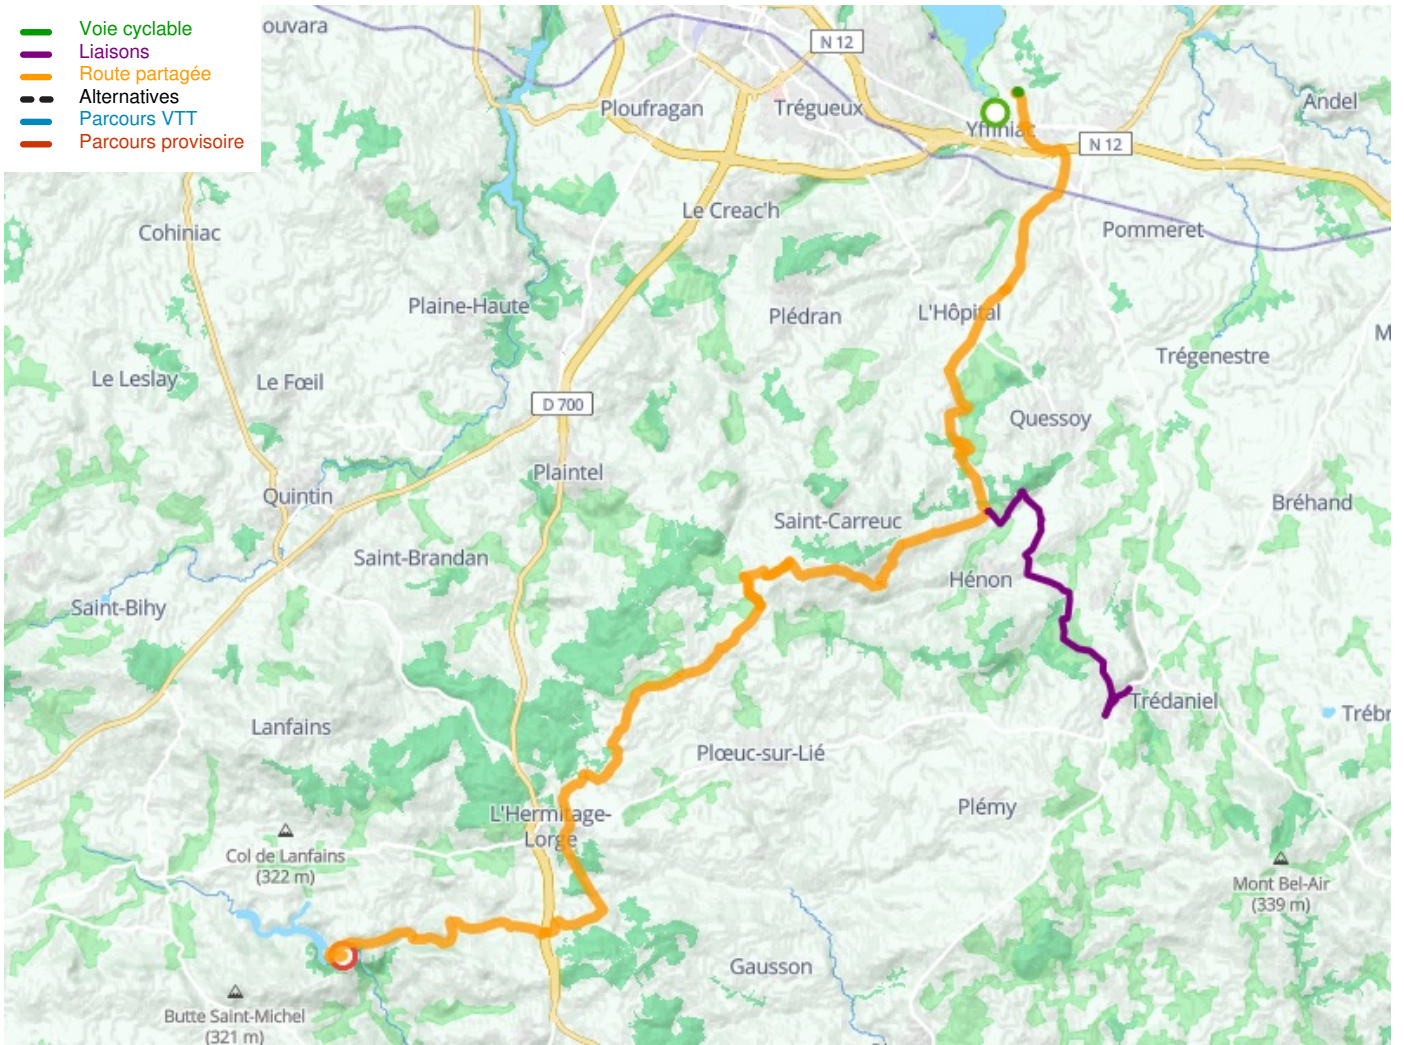 Voie cyclable
Liaisons
Route partagée
Alternatives
Parcours VTT
Parcours provisoire
ouvara
N 12
Ploufragan
Trégueux
Andel
Yffiniac
N 12
Le Creac'h
Cohiniac
Pommeret
Plaine-Haute
L'Hôpital
Plédran
M
Trégenestre
Le Leslay
Le Fœil
D 700
Quessoy
Plaintel
Quintin
Bréhand
Saint-Carreuc
Saint-Brandan
Hénon
Saint-Bihy
Trédaniel
Trébr
Lanfains
Plœuc-sur-Lié
Plémy
L'Hermitage-
Lorge
Col de Lanfains
(322 m)
Mont Bel-Air
(339 m)
Gausson
Butte Saint-Michel
(321 m)